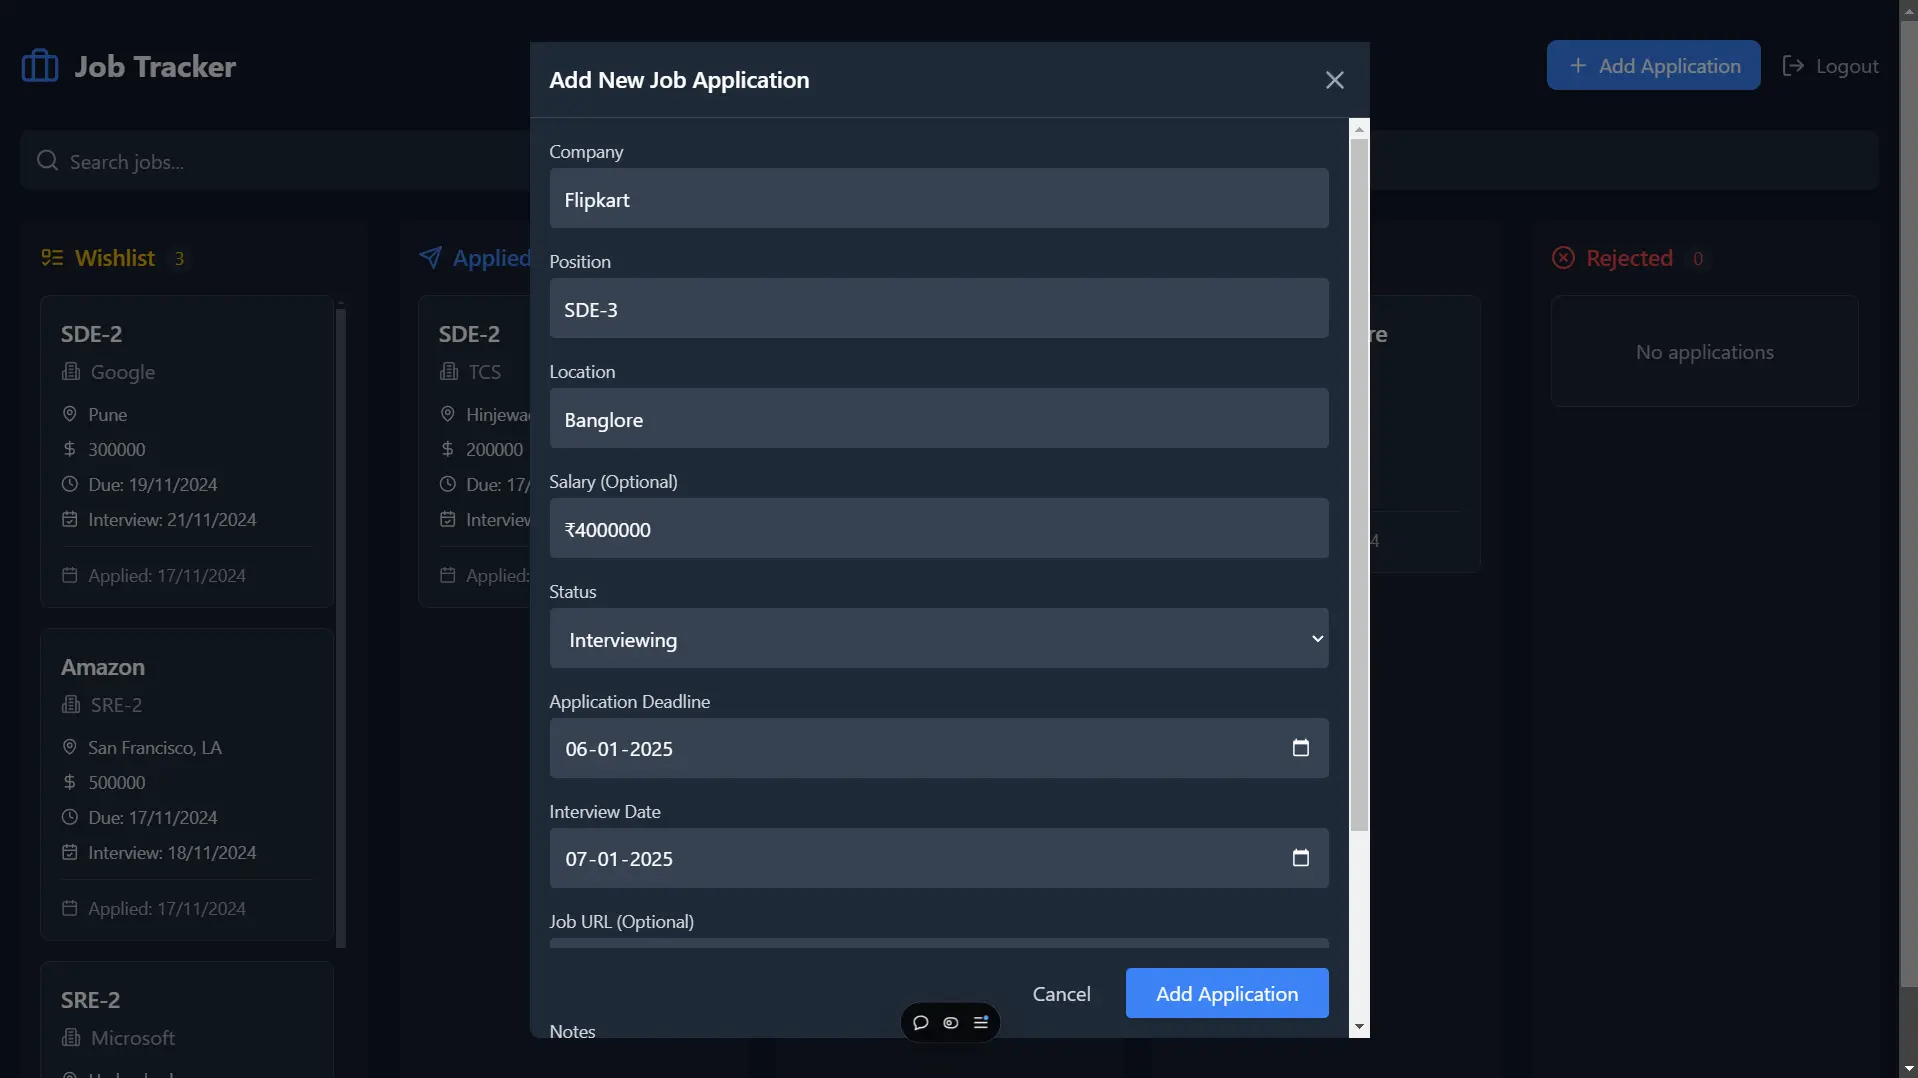 Job Tracker
Add Application
Logout
Search jobs...
Wishlist 3
SDE-2
Google
Pune
300000
Due: 19/11/2024
Interview: 21/11/2024
Applied: 17/11/2024
Amazon
SRE-2
San Francisco, LA
500000
Due: 17/11/2024
Interview: 18/11/2024
Applied: 17/11/2024
SRE-2
Microsoft
Applied
SDE-2
TCS
200000
Due: 17/
Applied:
Add New Job Application
Company
Flipkart
Position
SDE-3
Location
Banglore
Salary (Optional)
₹4000000
Status
Interviewing
Application Deadline
06-01-2025
Interview Date
07-01-2025
Job URL (Optional)
Cancel
Add Application
Notes
re
4
Rejected 0
No applications